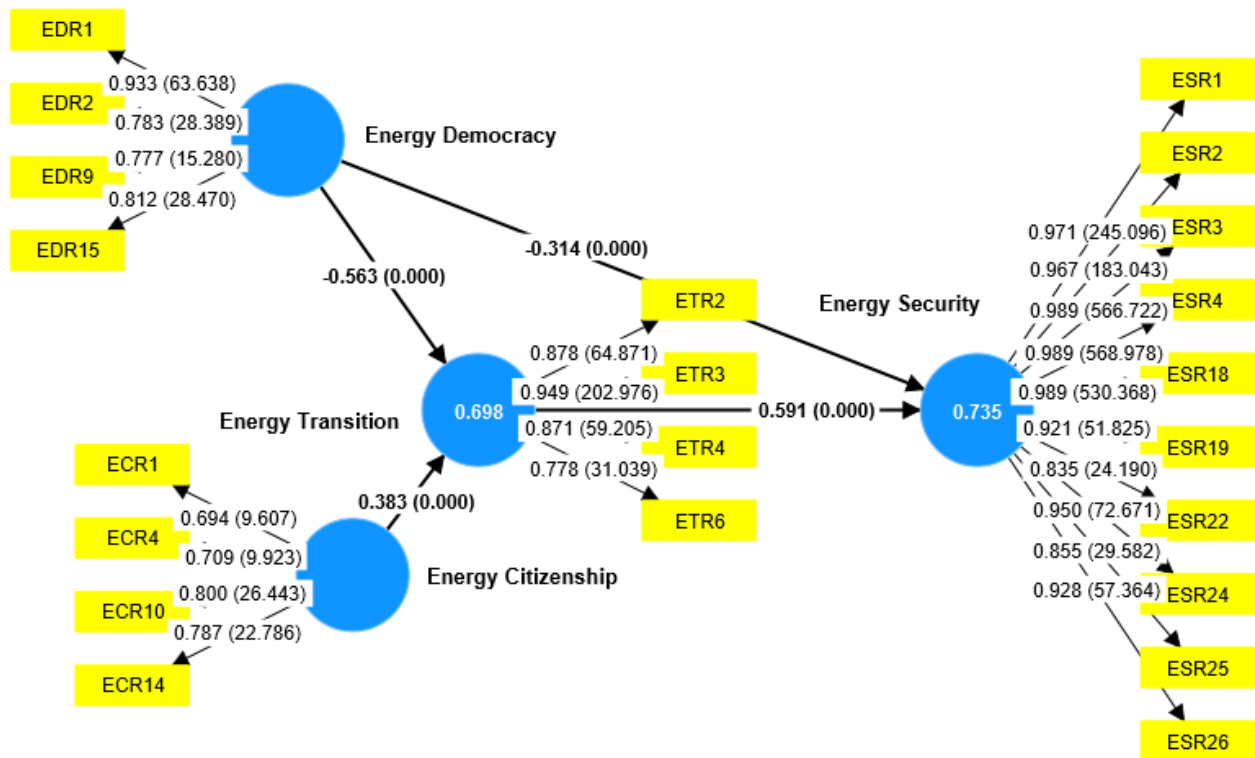 EDR1
0.933 (63.638)
EDR2
0.783 (28.389)
0.777 (15.280)
EDR9
0.812 (28.470)
EDR15
Energy Democracy
-0.563 (0.000)
-0.314 (0.000)
ETR2
0.878 (64.871)
ETR3
0.949 (202.976)
0.871 (59.205)
ETR4
0.778 (31.039)
ETR6
0.698
Energy Transition
0.591 (0.000)
0.383 (0.000)
ECR1
0.694 (9.607)
ECR4
0.709 (9.923)
0.800 (26.443)
ECR10
0.787 (22.786)
ECR14
Energy Citizenship
Energy Security
0.735
ESR1
ESR2
ESR3
0.971 (245.096)
0.967 (183.043)
ESR4
0.989 (566.722)
0.989 (568.978)
ESR18
0.989 (530.368)
0.921 (51.825)
ESR19
0.835 (24.190)
ESR22
0.950 (72.671)
0.855 (29.582)
ESR24
0.928 (57.364)
ESR25
ESR26